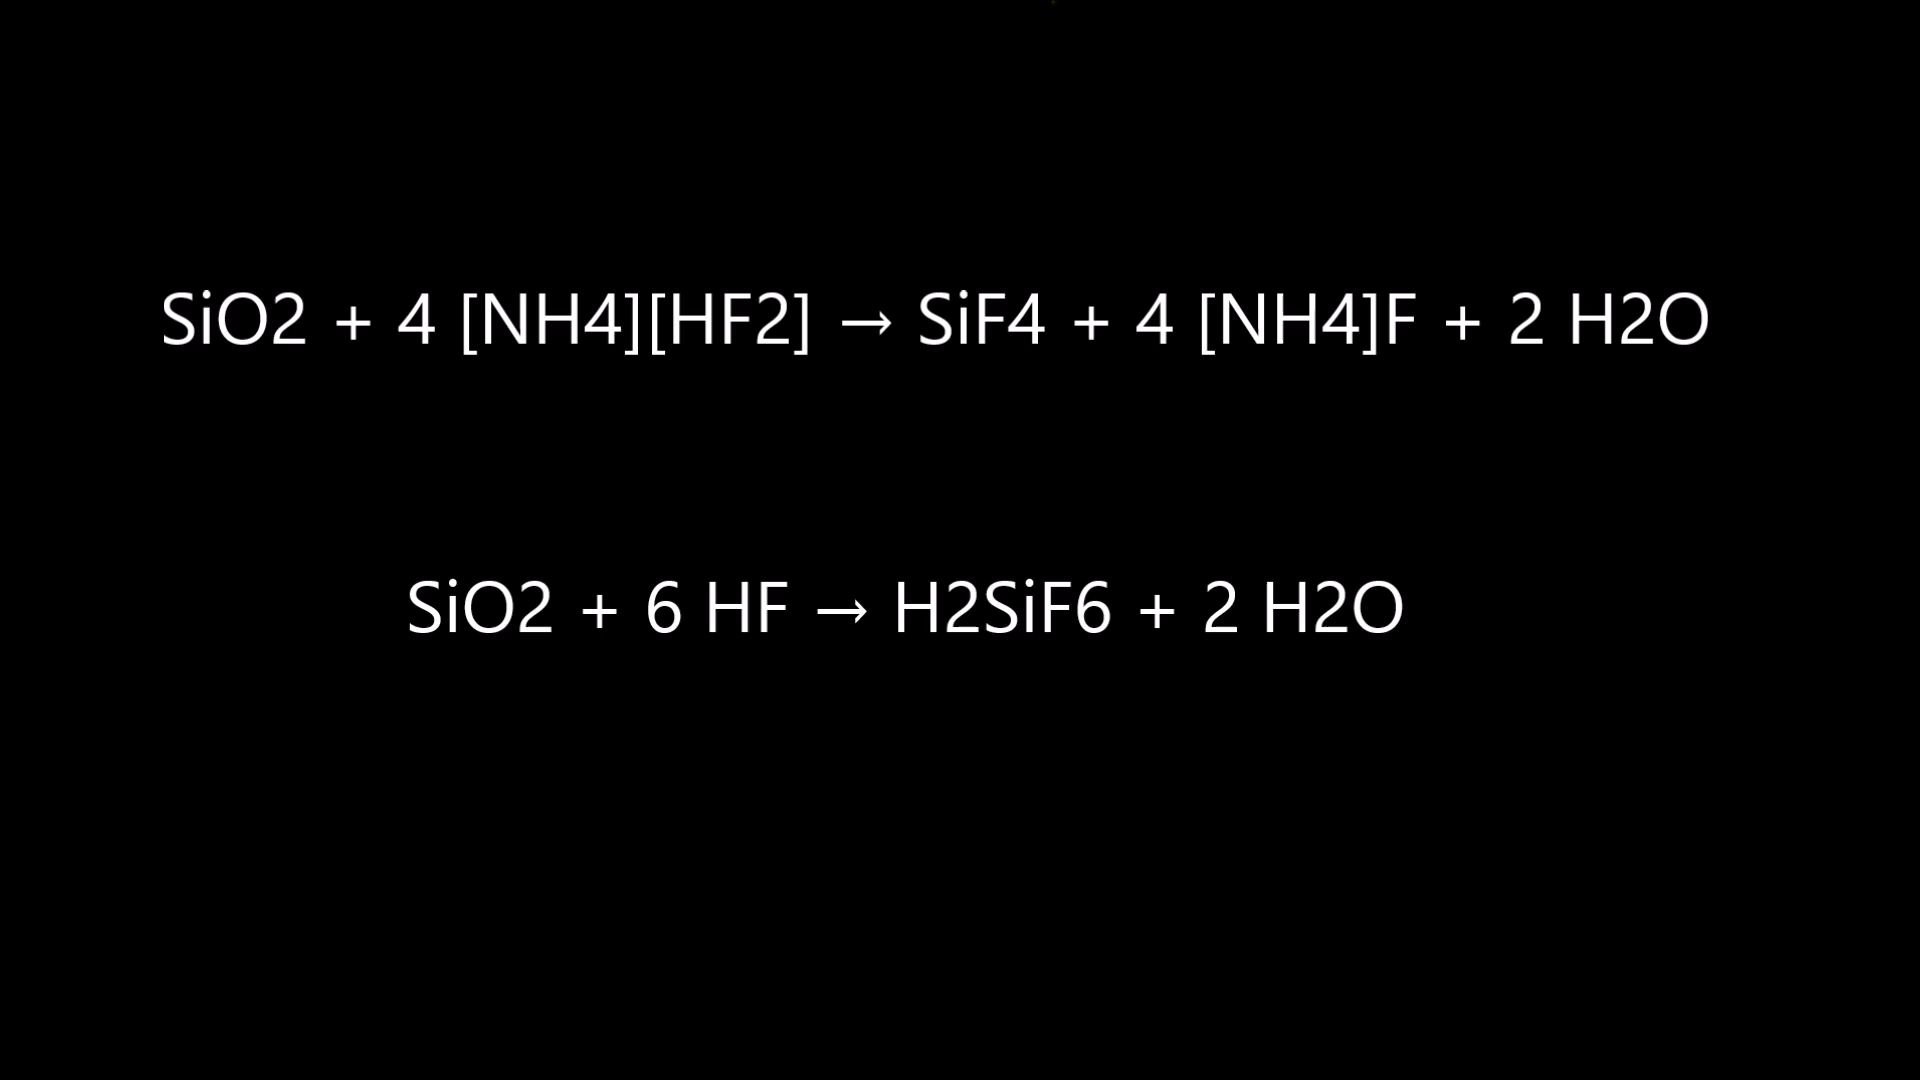 SiO2 + 4 [NH4][HF2] → SiF4 + 4 [NH4]F + 2 H2O
SiO2 + 6 HF → H2SiF6 + 2 H2O